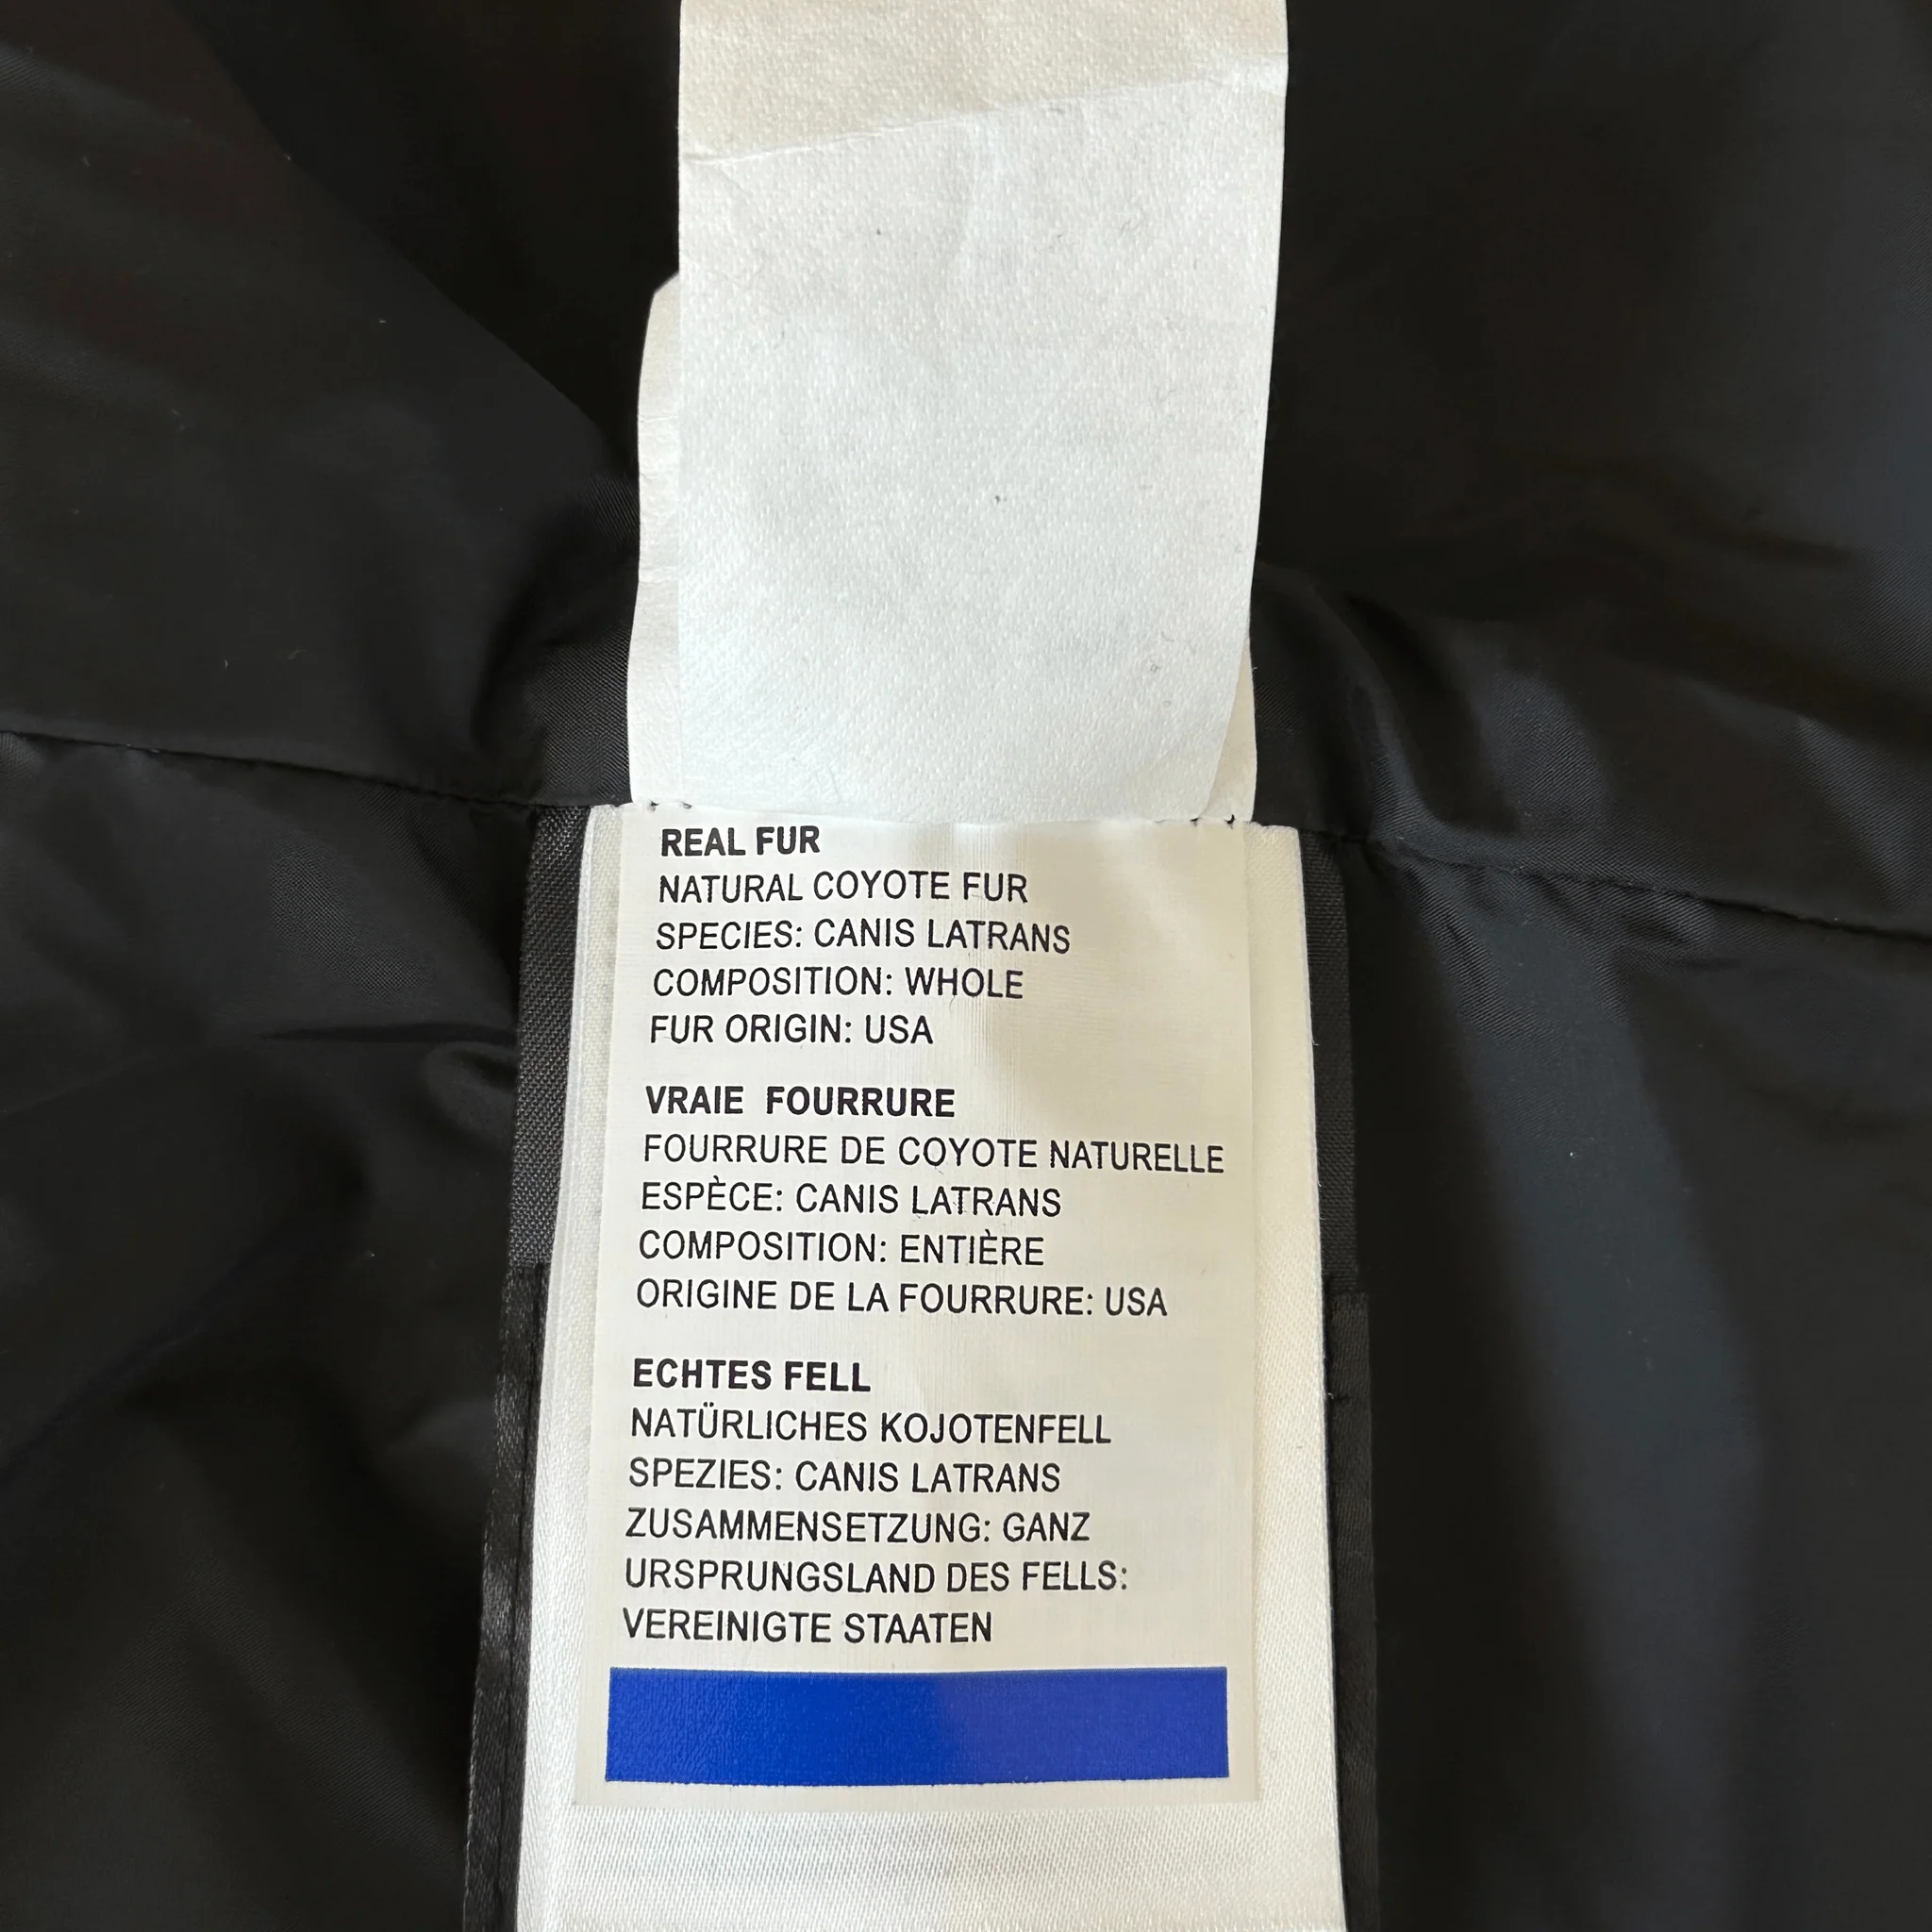 REAL FUR
NATURAL COYOTE FUR
SPECIES: CANIS LATRANS
COMPOSITION: WHOLE
FUR ORIGIN: USA
VRAIE FOURRURE
FOURRURE DE COYOTE NATURELLE
ESPÈCE: CANIS LATRANS
COMPOSITION: ENTIÈRE
ORIGINE DE LA FOURRURE: USA
ECHTES FELL
NATÜRLICHES KOJOTENFELL
SPEZIES: CANIS LATRANS
ZUSAMMENSETZUNG: GANZ
URSPRUNGSLAND DES FELLS:
VEREINIGTE STAATEN